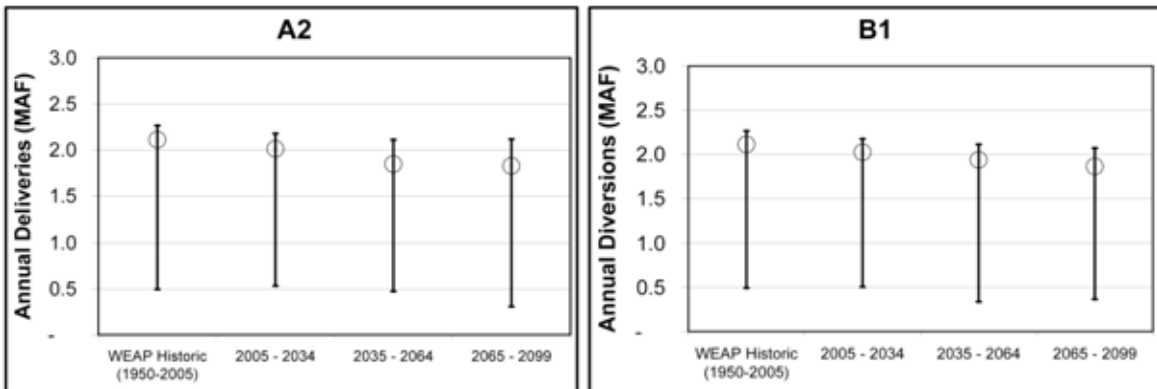 A2
Annual Deliveries (MAF)
3.0
2.5
2.0
1.5
1.0
0.5
-
WEAP Historic
(1950-2005)
2005 - 2034
2035 - 2064
2065 - 2099
B1
Annual Diversions (MAF)
3.0
2.5
2.0
1.5
1.0
0.5
-
WEAP Historic
(1950-2005)
2005 - 2034
2035 - 2064
2065 - 2099